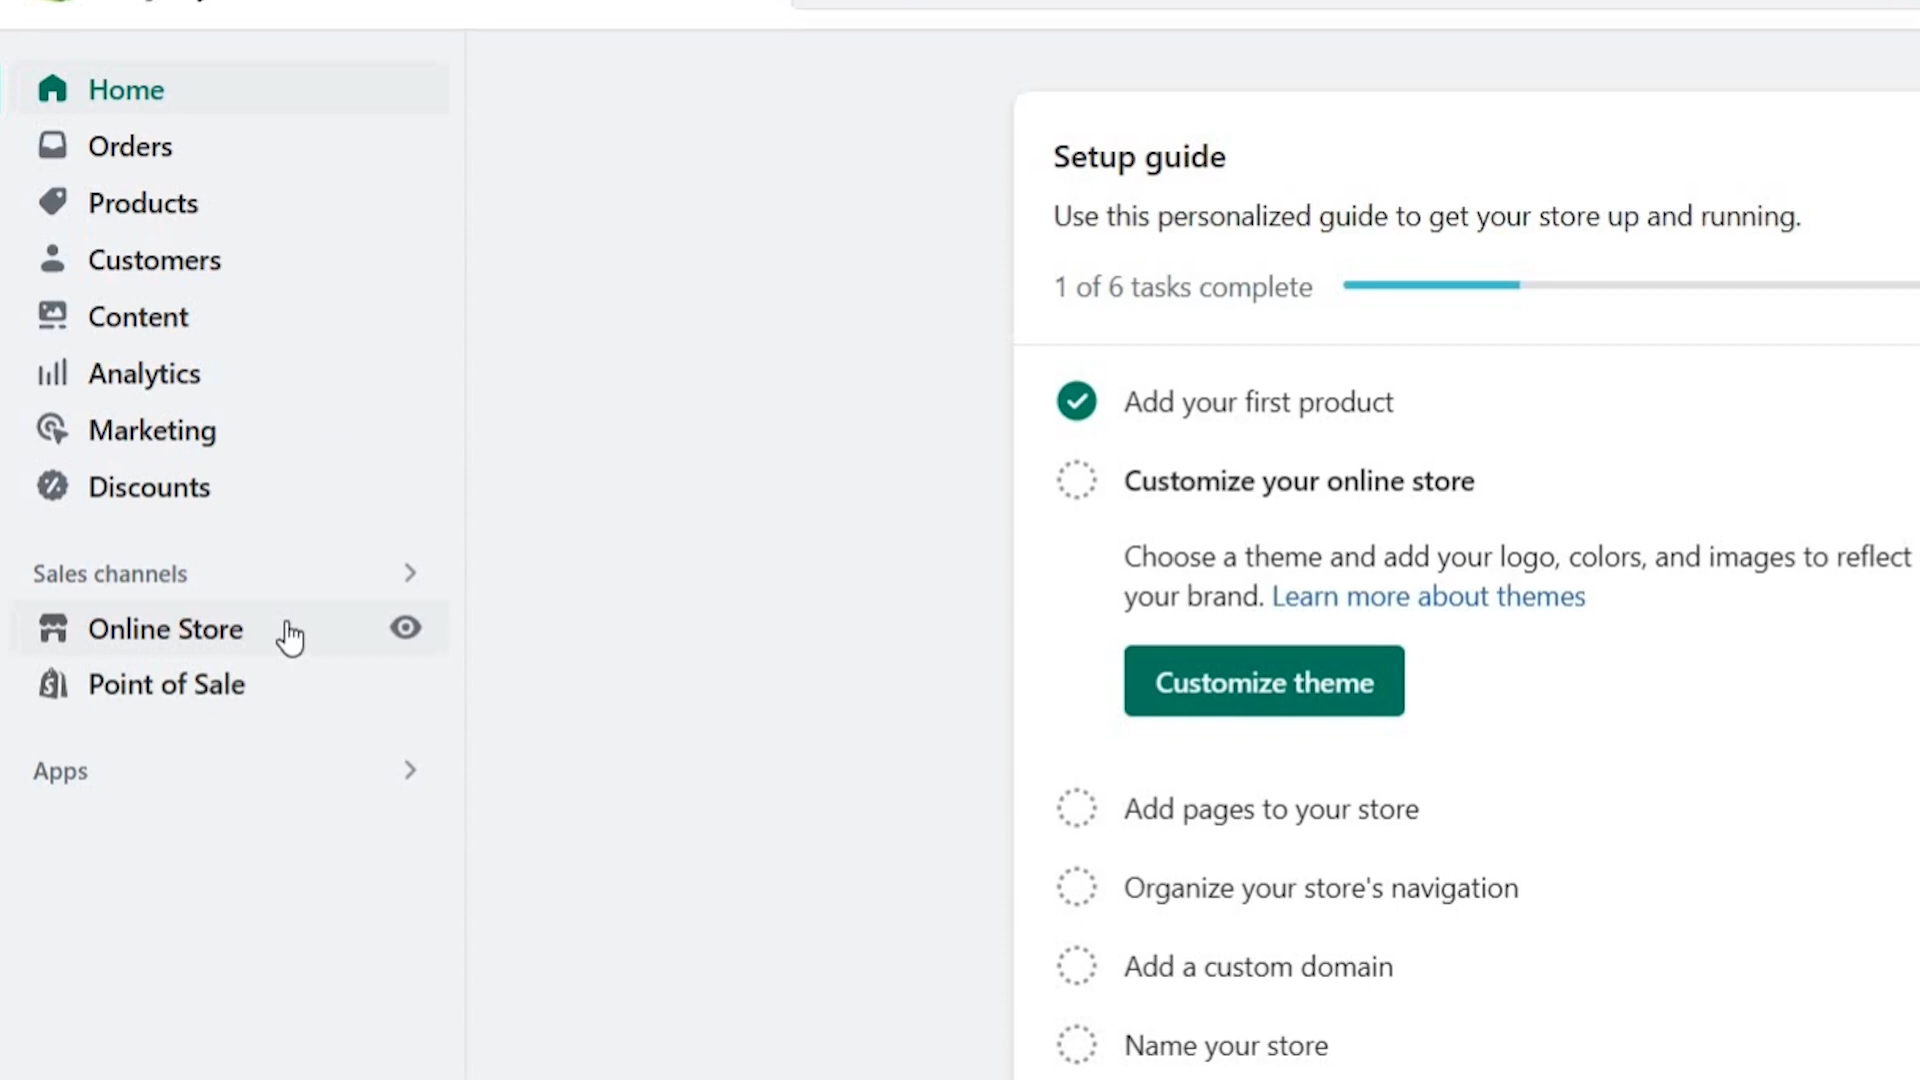 Home
Orders
Products
Customers
Content
Analytics
Marketing
Discounts
Sales channels
Online Store
Point of Sale
Apps
Setup guide
Use this personalized guide to get your store up and running.
1 of 6 tasks complete
Add your first product
Customize your online store
Choose a theme and add your logo, colors, and images to reflect
your brand. Learn more about themes
Customize theme
Add pages to your store
Organize your store's navigation
Add a custom domain
Name your store